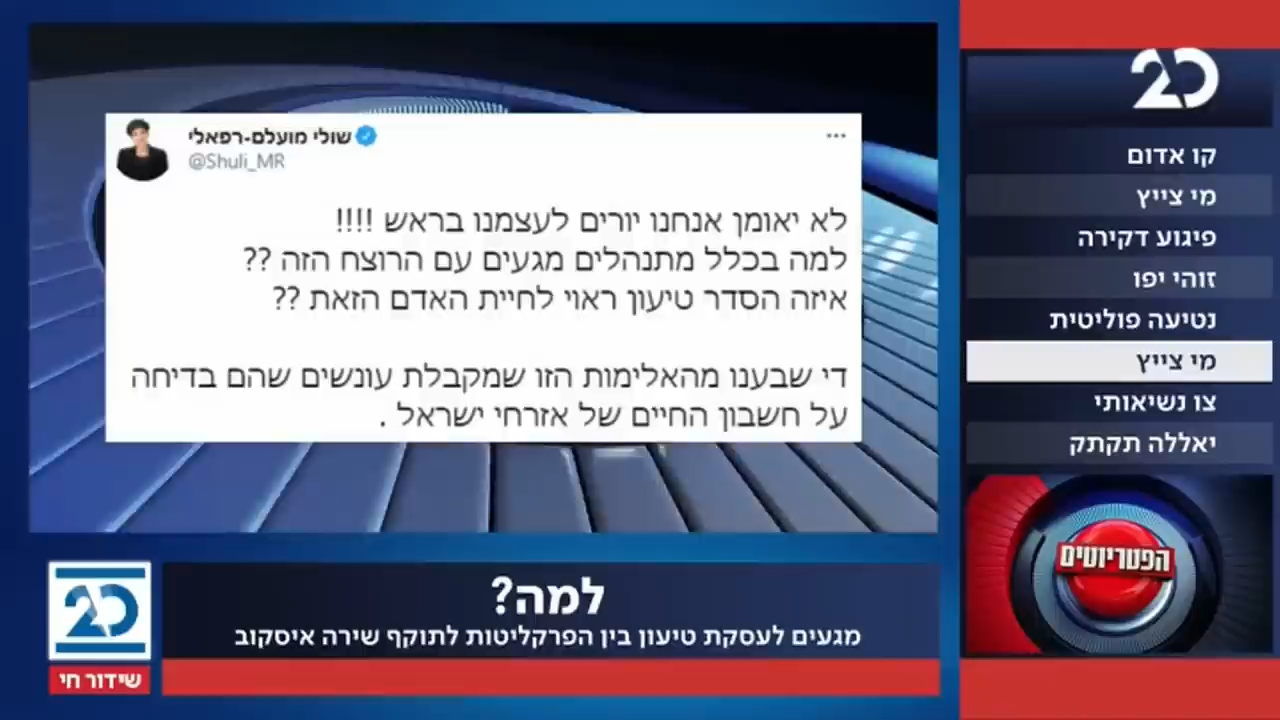 שולי מועלם-רפאלי
@Shuli_MR
לא יאומן אנחנו יורים לעצמנו בראש !!!!
למה בכלל מתנהלים מגעים עם הרוצח הזה ??
איזה הסדר טיעון ראוי לחיית האדם הזאת ??
די שבענו מהאלימות הזו שמקבלת עונשים שהם בדיחה
על חשבון החיים של אזרחי ישראל .
20
קו אדום
מי צייץ
פיגוע דקירה
זוהי יפו
נטיעה פוליטית
מי צייץ
צו נשיאותי
יאללה תקתק
הפטריוטים
למה?
מגעים לעסקת טיעון בין הפרקליטות לתוקף שירה איסקוב
20
שידור חי